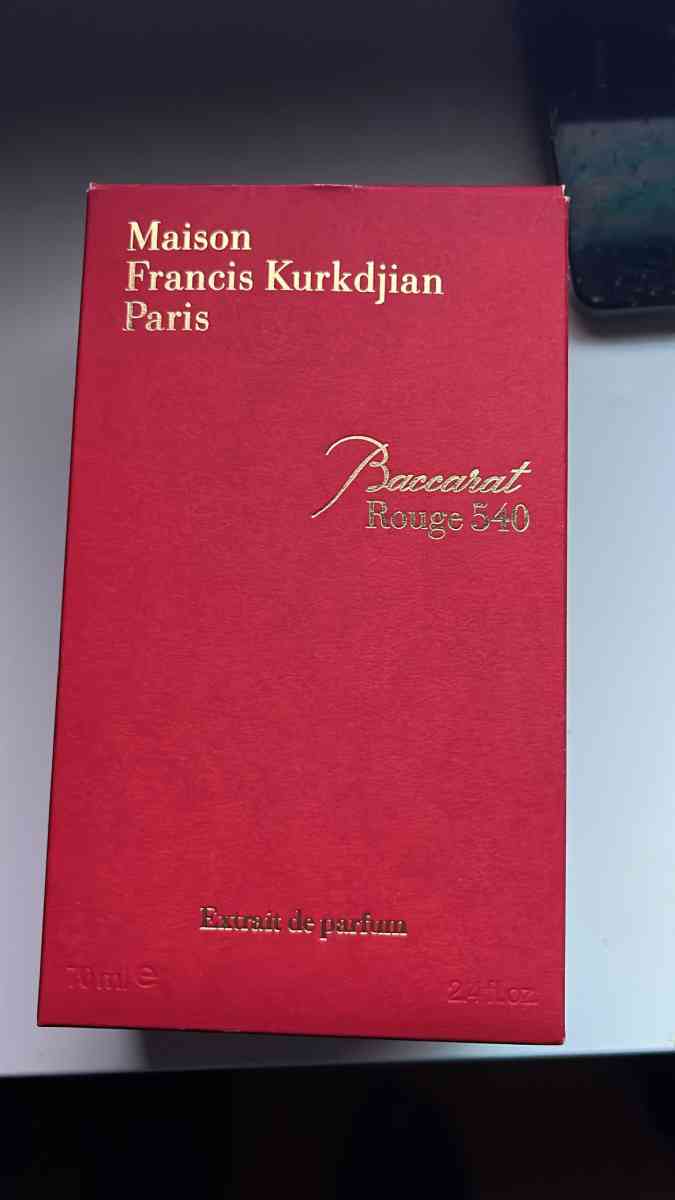 Maison
Francis Kurkdjian
Paris
Baccarat
Rouge 540
Extrait de parfum
70 ml e
2.4 fl.oz